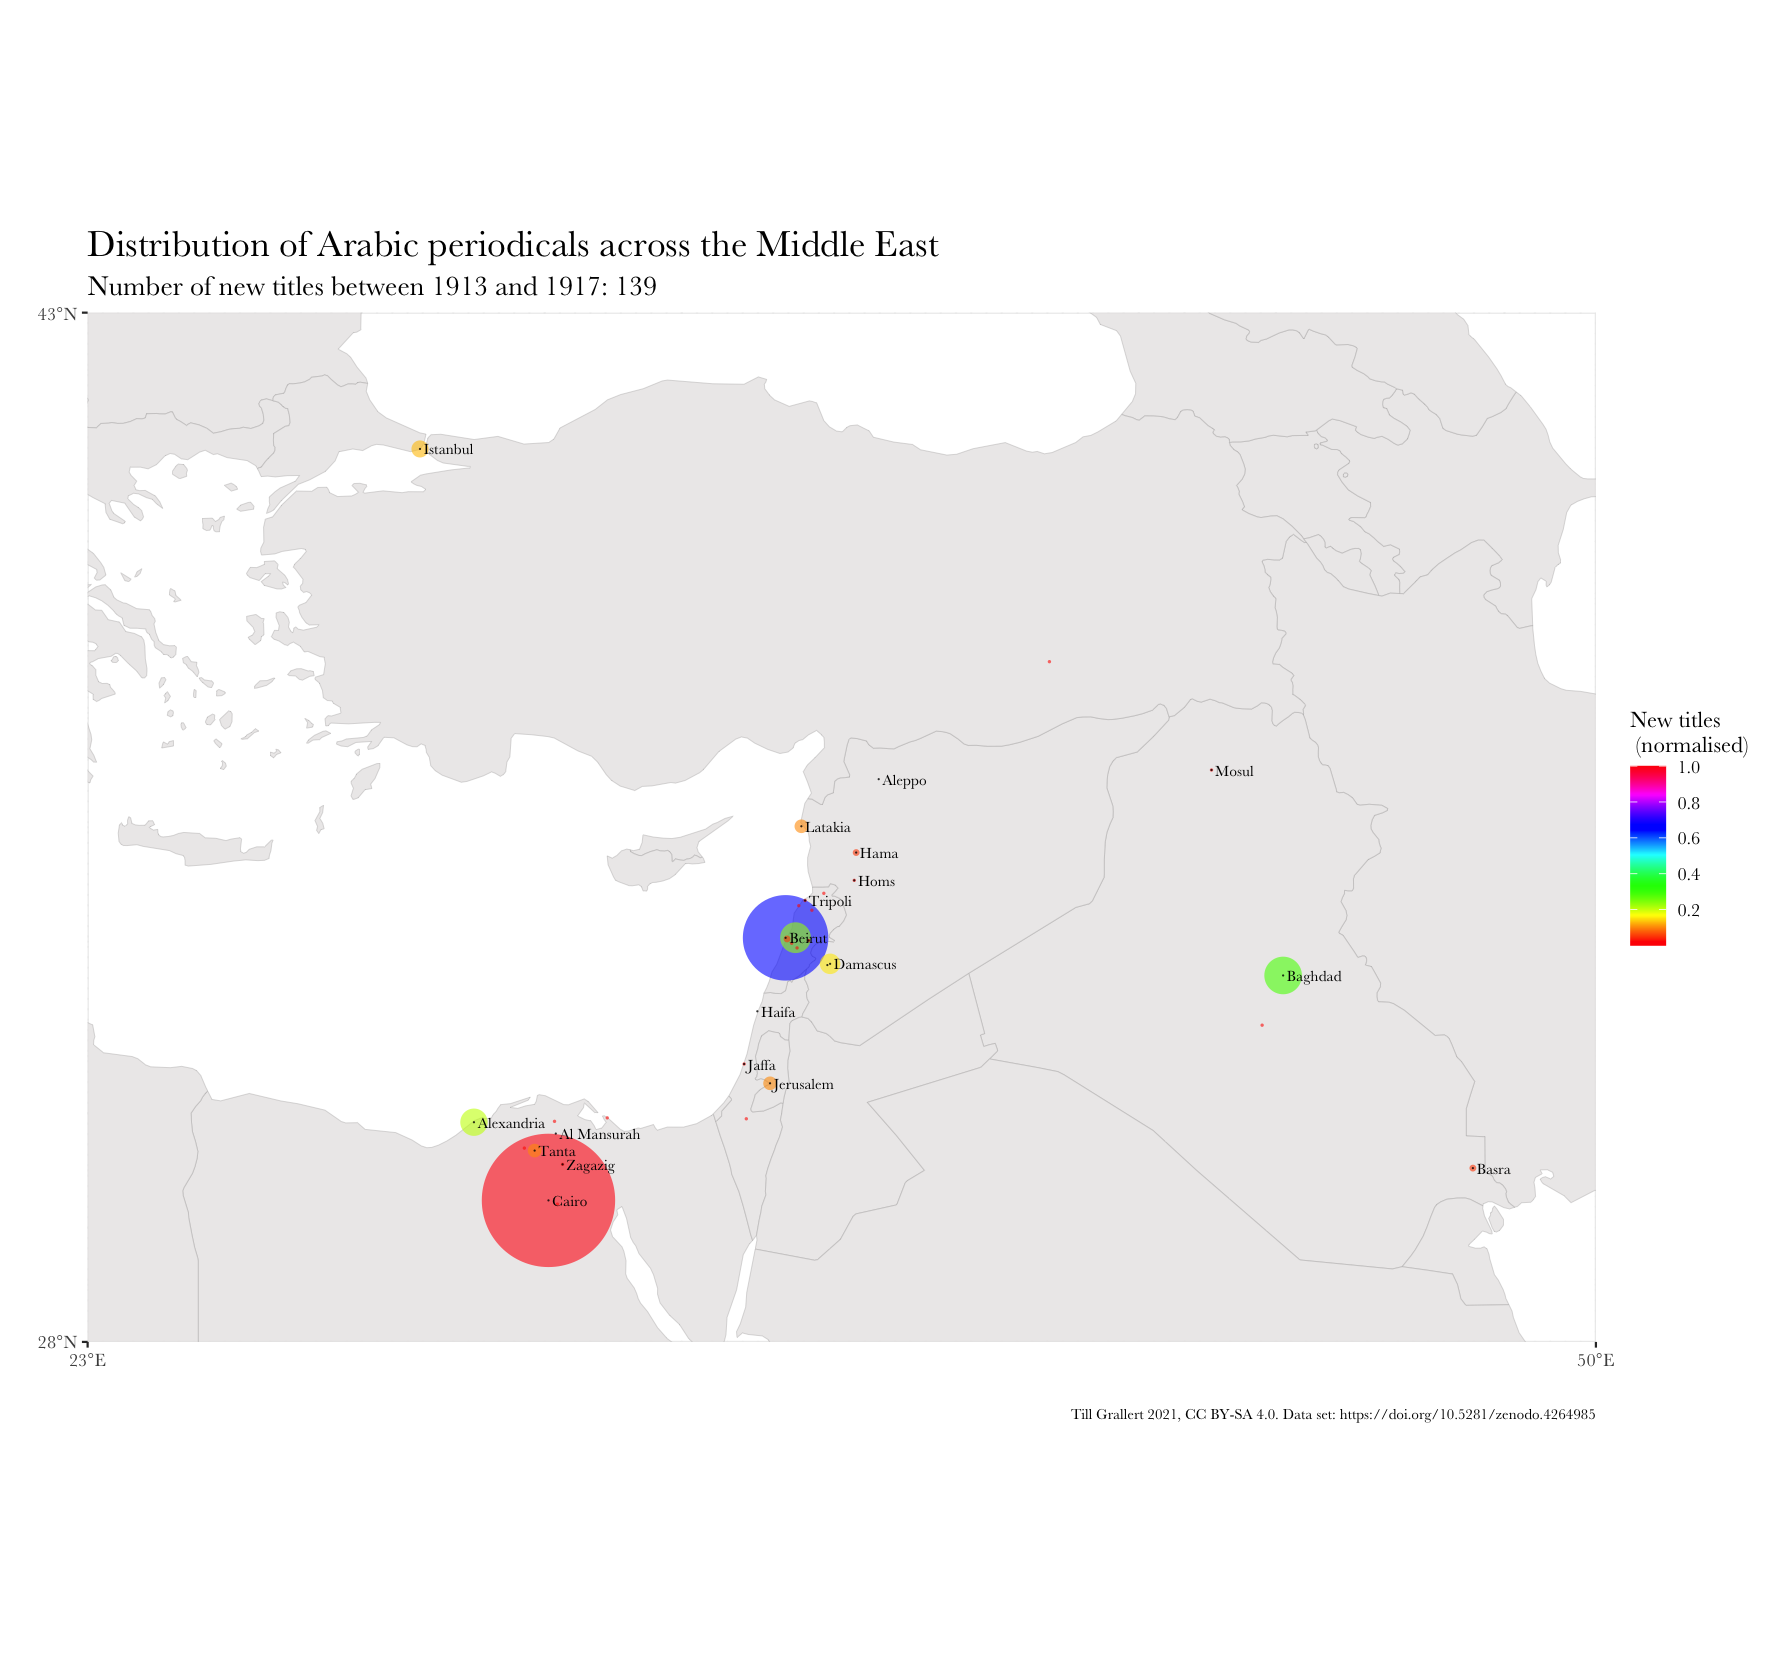 Distribution of Arabic periodicals across the Middle East
Number of new titles between 1913 and 1917: 139
43°N
Istanbul
New titles
(normalised)
1.0
0.8
0.6
0.4
0.2
Aleppo
Mosul
Latakia
Hama
Homs
Tripoli
Beirut
Damascus
Baghdad
Haifa
Jaffa
Jerusalem
Alexandria
Al Mansurah
Tanta
Zagazig
Basra
Cairo
28°N
23°E
50°E
Till Grallert 2021, CC BY-SA 4.0. Data set: https://doi.org/10.5281/zenodo.4264985